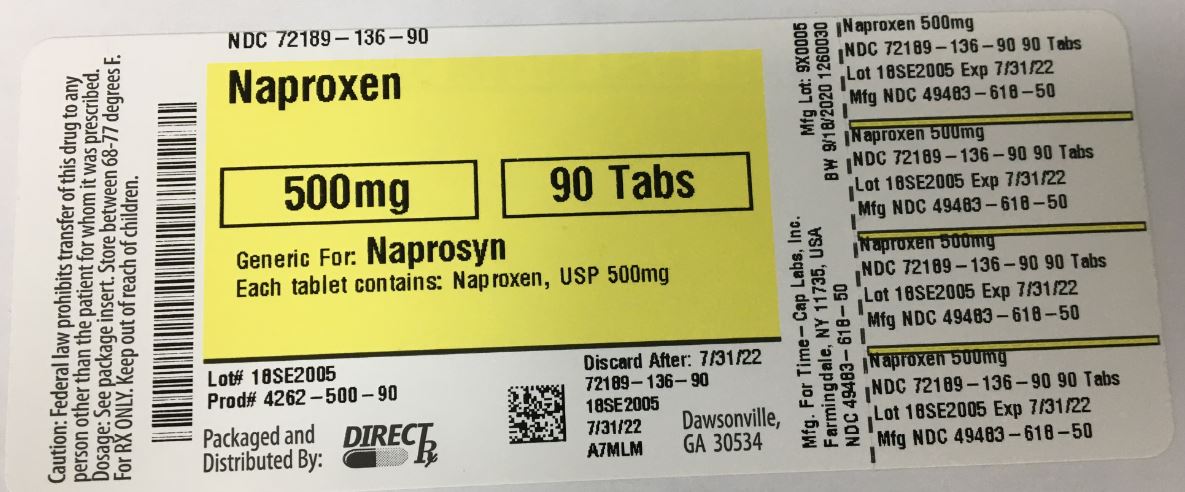 Caution: Federal law prohibits transfer of this drug to any
person other than the patient for whom it was prescribed.
Dosage: See package insert. Store between 68-77 degrees F.
For RX ONLY. Keep out of reach of children.
NDC 72189-136-90
Naproxen
500mg
90 Tabs
Generic For: Naprosyn
Each tablet contains: Naproxen, USP 500mg
Lot# 18SE2005
Prod# 4262-500-90
Packaged and
Distributed By:
DIRECT Rx
Discard After: 7/31/22
72189-136-90
18SE2005
7/31/22
A7MLM
Dawsonville,
GA 30534
Mfg Lot: 9X0005
BW 9/18/2020 1260030
Mfg. For Time-Cap Labs, Inc.
Farmingdale, NY 11735, USA
NDC 49483-618-50
Naproxen 500mg
NDC 72189-136-90 90 Tabs
Lot 18SE2005 Exp 7/31/22
Mfg NDC 49483-618-50
Naproxen 500mg
NDC 72189-136-90 90 Tabs
Lot 18SE2005 Exp 7/31/22
Mfg NDC 49483-618-50
Naproxen 500mg
NDC 72189-136-90 90 Tabs
Lot 18SE2005 Exp 7/31/22
Mfg NDC 49483-618-50
Naproxen 500mg
NDC 72189-136-90 90 Tabs
Lot 18SE2005 Exp 7/31/22
Mfg NDC 49483-618-50